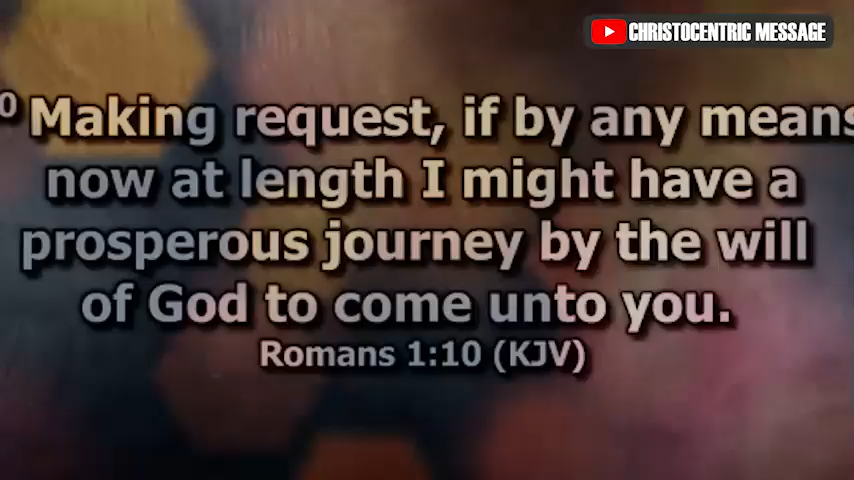 CHRISTOCENTRIC MESSAGE
0 Making request, if by any means
now at length I might have a
prosperous journey by the will
of God to come unto you.
Romans 1:10 (KJV)